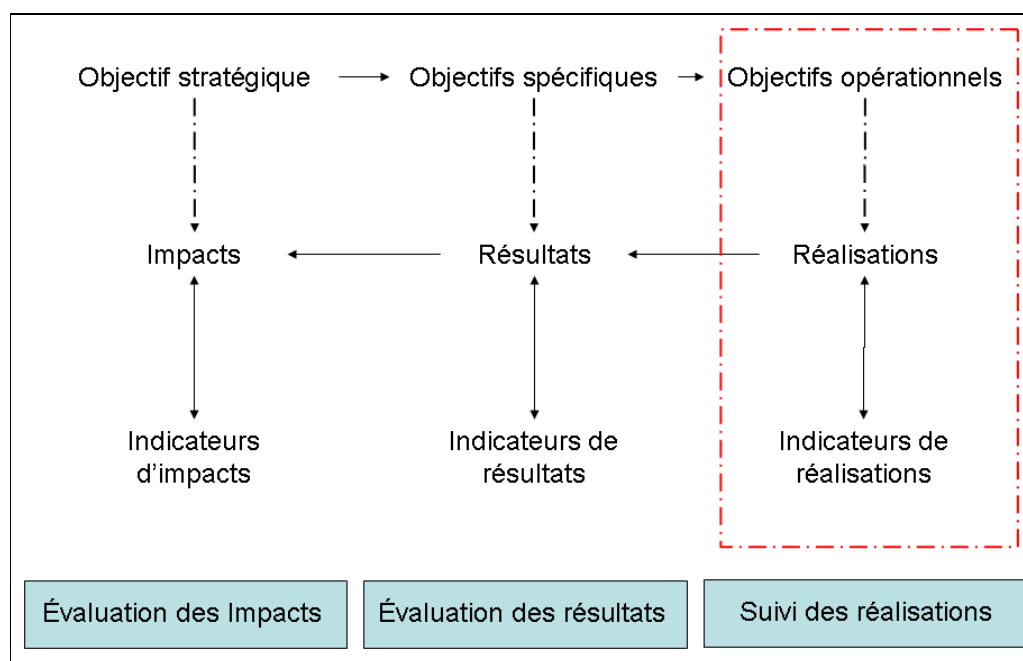 Objectif stratégique
Objectifs spécifiques
Objectifs opérationnels
Impacts
Résultats
Réalisations
Indicateurs
d'impacts
Indicateurs de
résultats
Indicateurs de
réalisations
Évaluation des Impacts
Évaluation des résultats
Suivi des réalisations